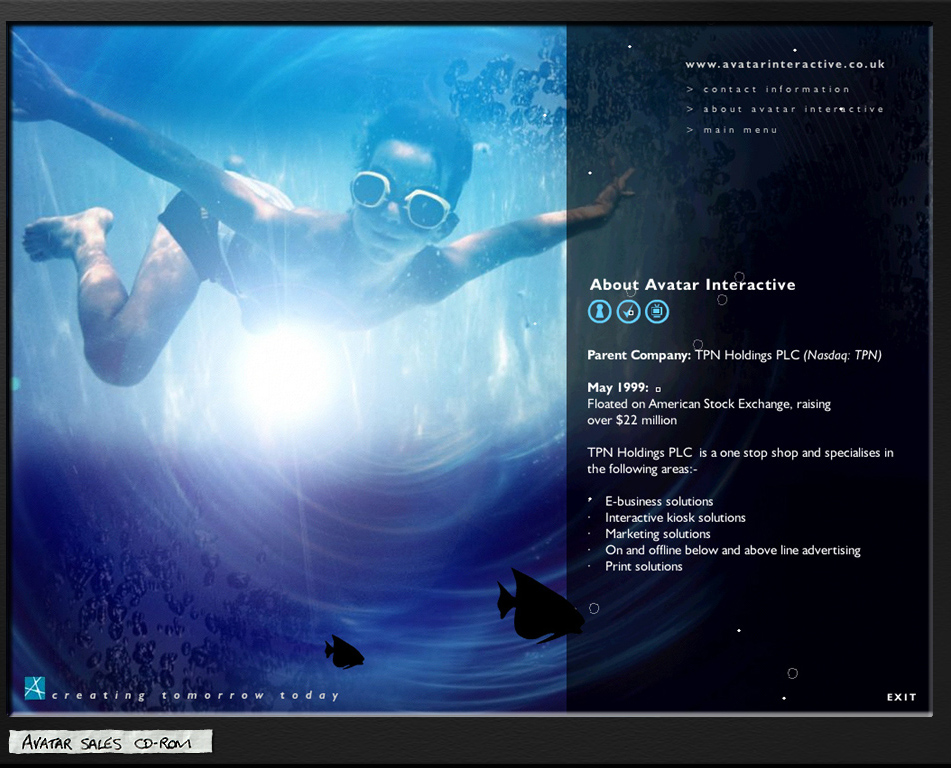 www.avatarinteractive.co.uk
> contact information
> about avatar interactive
> main menu
About Avatar Interactive
Parent Company: TPN Holdings PLC (Nasdaq: TPN)
May 1999:
Floated on American Stock Exchange, raising
over $22 million
TPN Holdings PLC is a one stop shop and specialises in
the following areas:-
· E-business solutions
· Interactive kiosk solutions
· Marketing solutions
· On and offline below and above line advertising
· Print solutions
creating tomorrow today
EXIT
AVATAR SALES CD-ROM